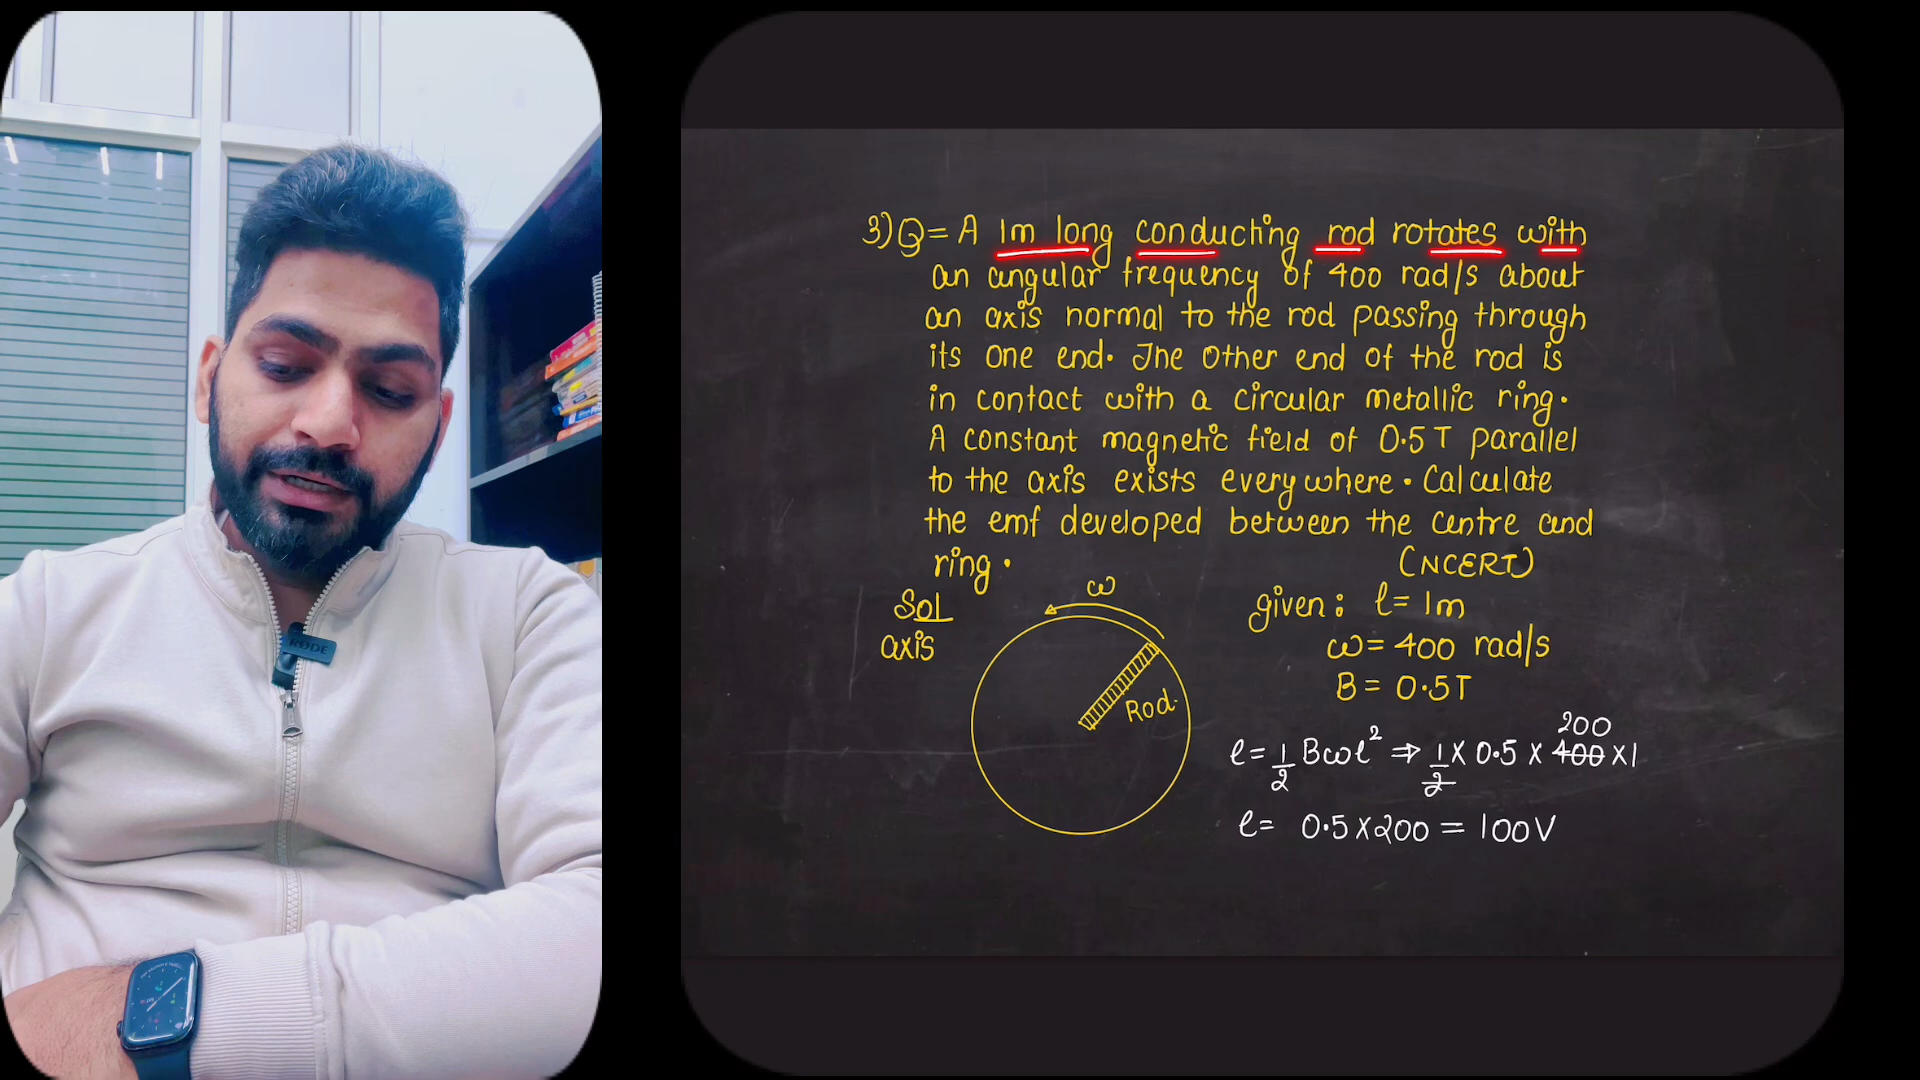 3) Q = A 1m long conducting rod rotates with
an angular frequency of 400 rad/s about
an axis normal to the rod passing through
its one end. The other end of the rod is
in contact with a circular metallic ring.
A constant magnetic field of 0.5 T parallel
to the axis exists every where. Calculate
the emf developed between the centre and
ring.
(NCERT)
Sol
axis
ω
Rod
given: l = 1m
ω = 400 rad/s
B = 0.5T
e = 1/2 Bωl² ⇒ 1/2 × 0.5 × 400 × 1
200
e = 0.5 × 200 = 100V
RØDE